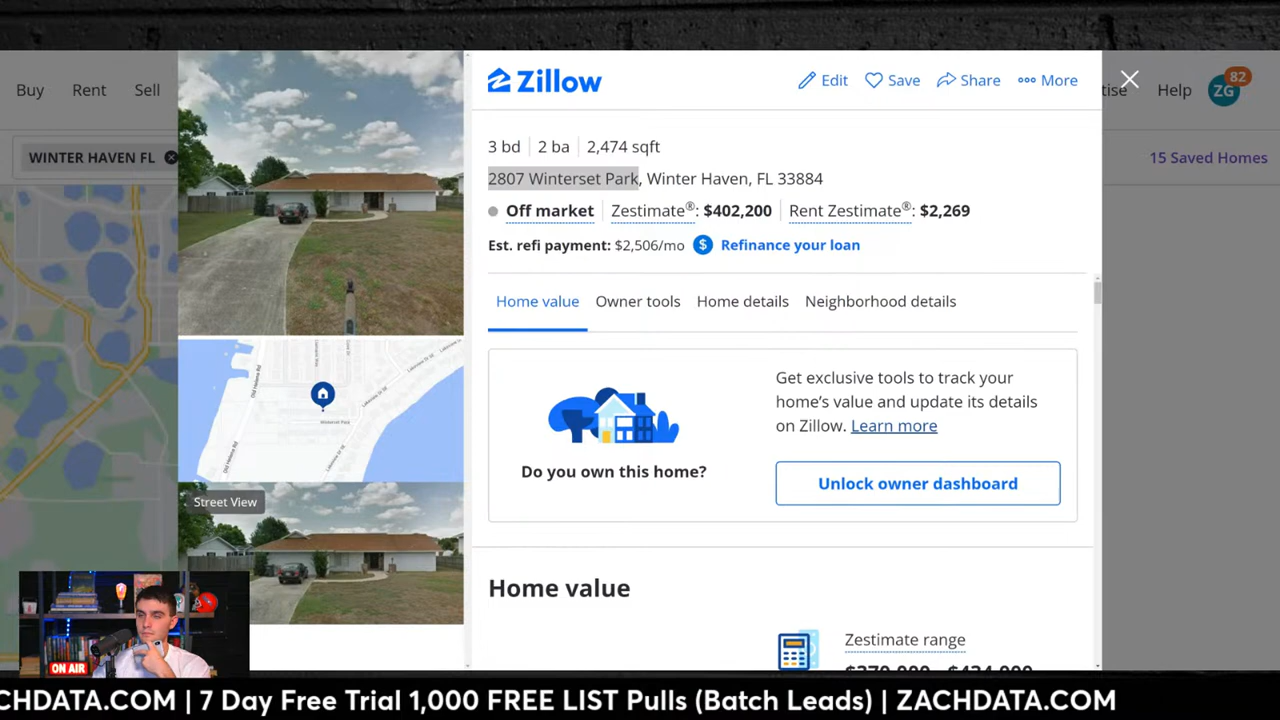 Buy Rent Sell
WINTER HAVEN FL
Zillow
Edit Save Share More
tise Help ZG 82
15 Saved Homes
3 bd 2 ba 2,474 sqft
2807 Winterset Park, Winter Haven, FL 33884
Off market Zestimate®: $402,200 Rent Zestimate®: $2,269
Est. refi payment: $2,506/mo $ Refinance your loan
Home value Owner tools Home details Neighborhood details
Get exclusive tools to track your
home's value and update its details
on Zillow. Learn more
Do you own this home?
Unlock owner dashboard
Street View
Home value
Zestimate range
ON AIR
CHDATA.COM | 7 Day Free Trial 1,000 FREE LIST Pulls (Batch Leads) | ZACHDATA.COM